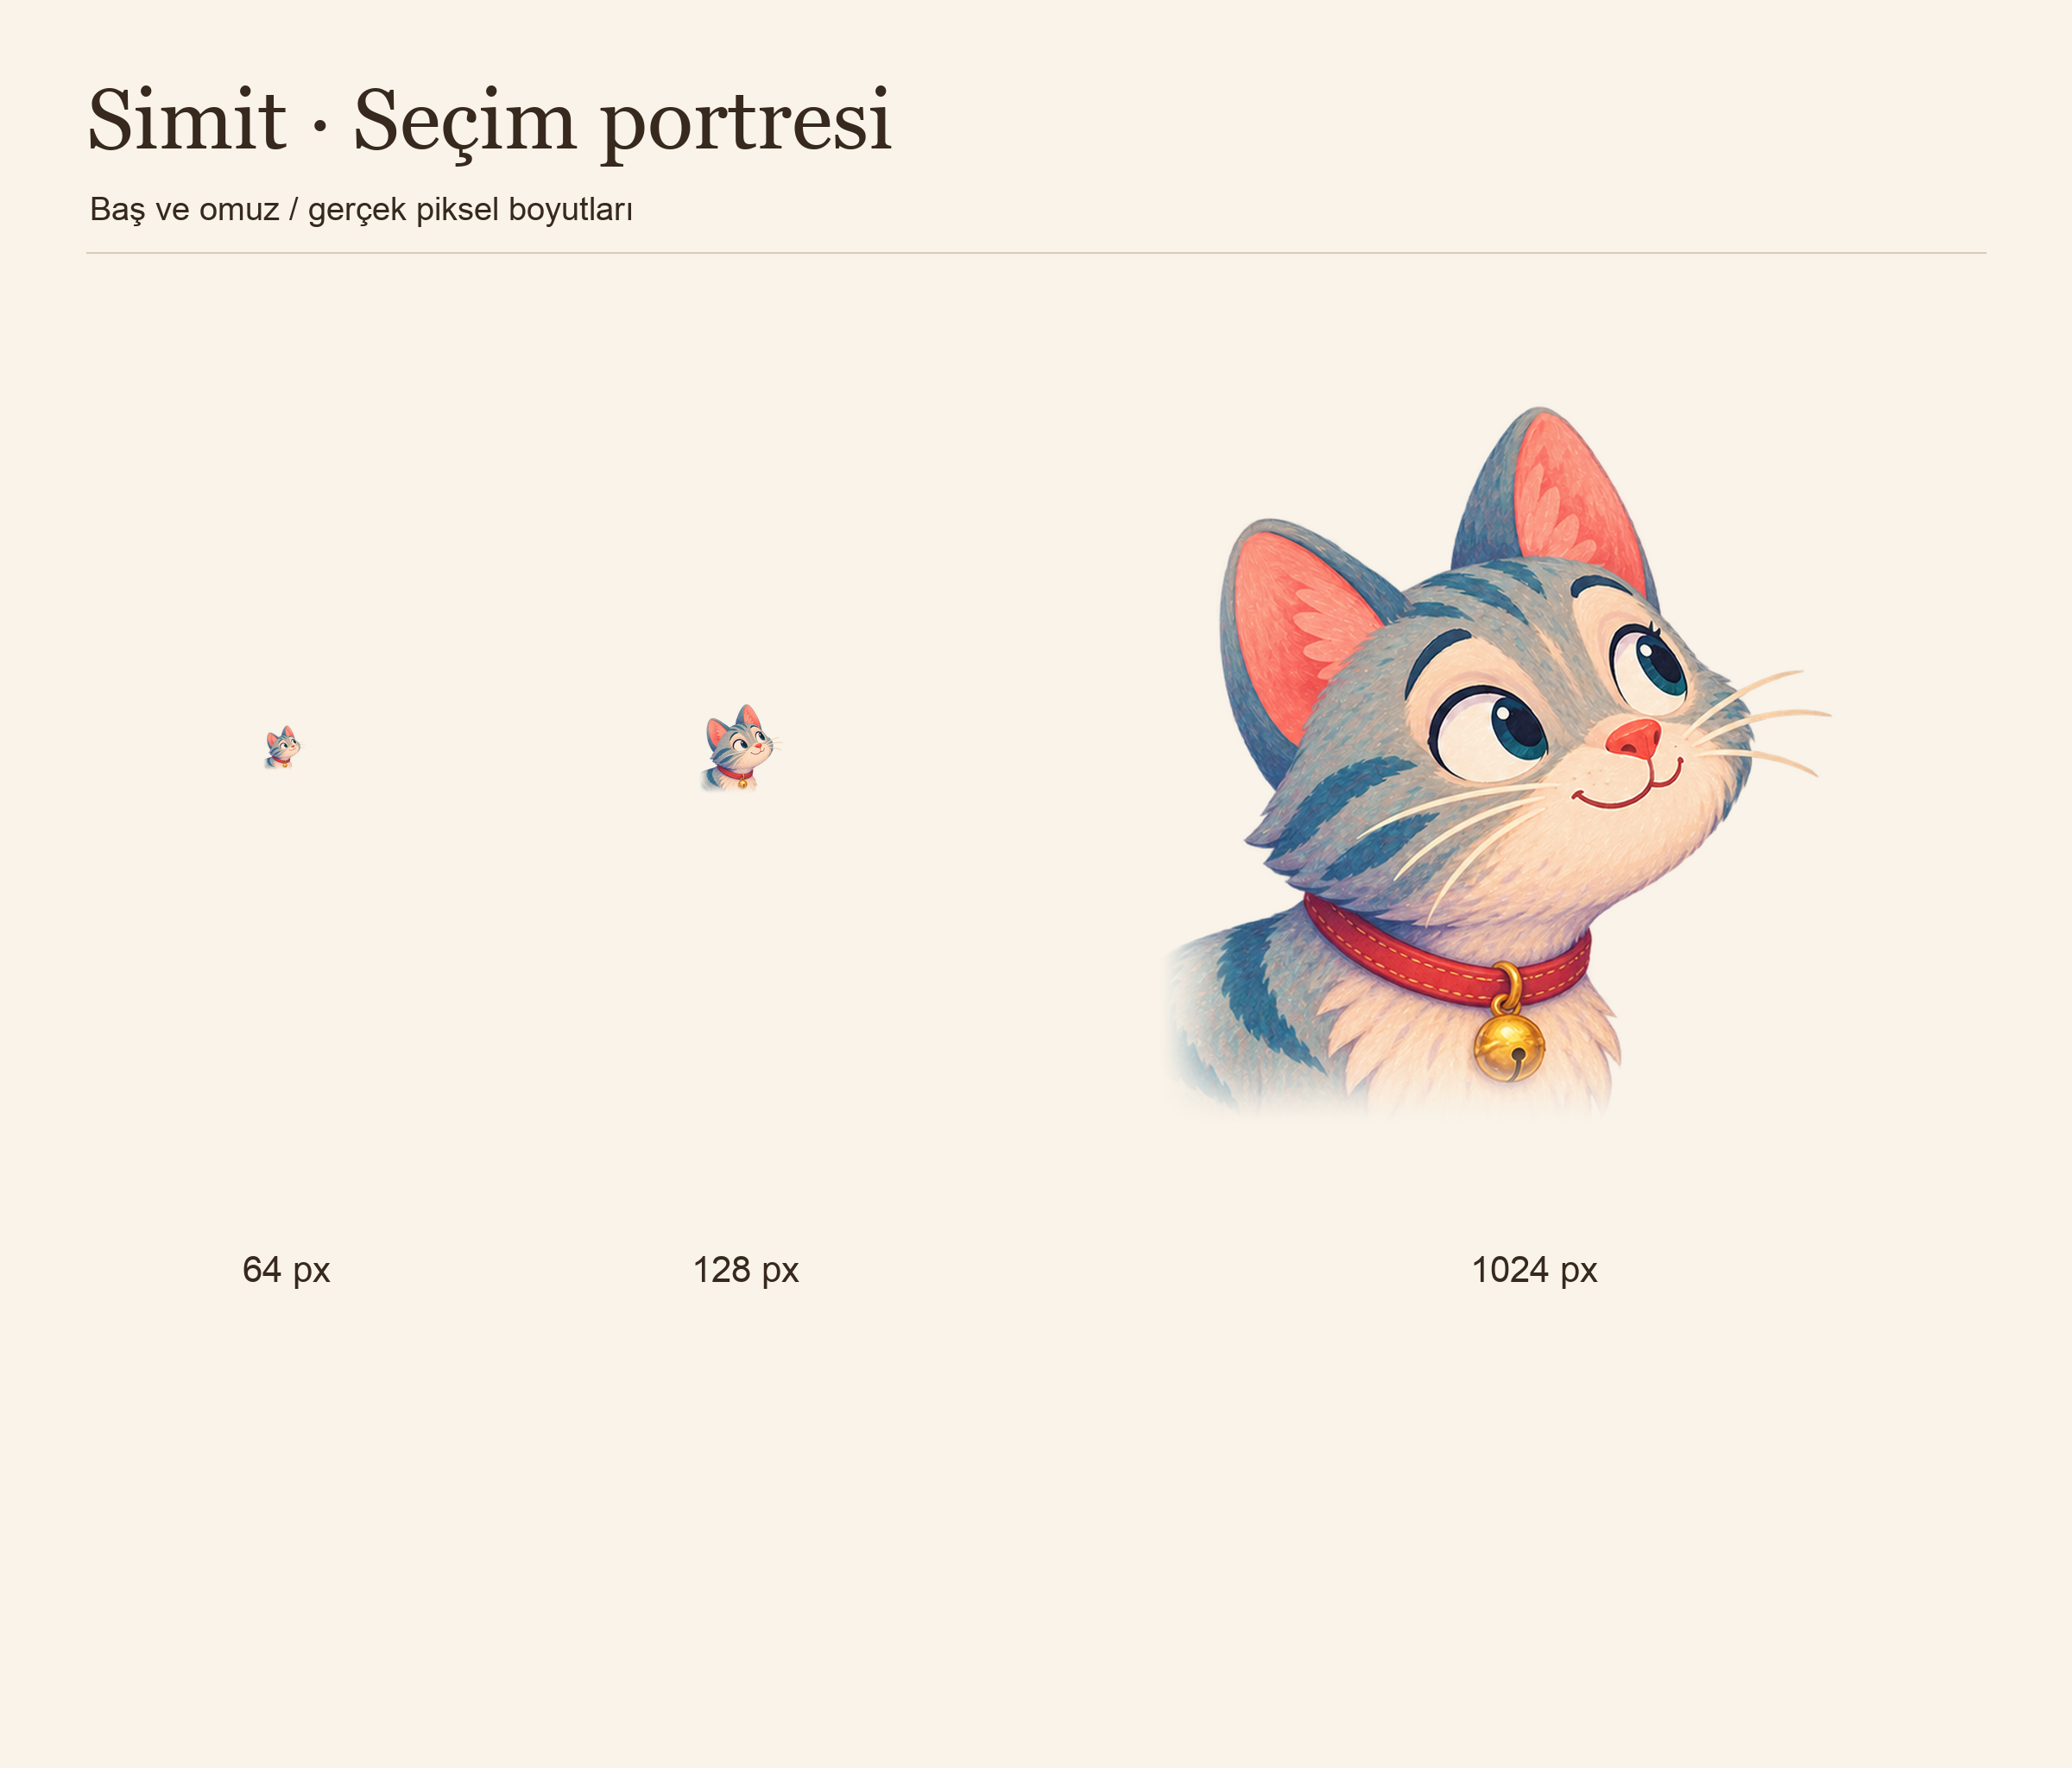 Simit · Seçim portresi
Baş ve omuz / gerçek piksel boyutları
64 px
128 px
1024 px